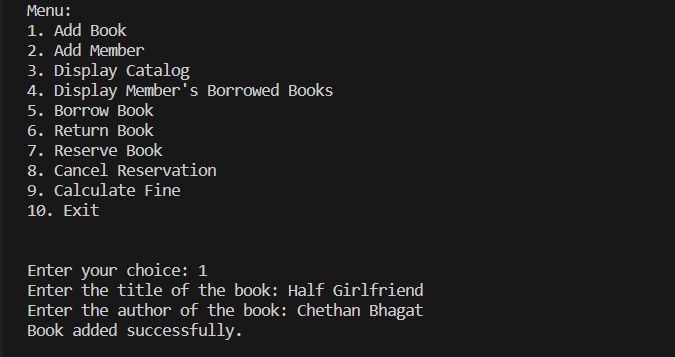 Menu:
1. Add Book
2. Add Member
3. Display Catalog
4. Display Member's Borrowed Books
5. Borrow Book
6. Return Book
7. Reserve Book
8. Cancel Reservation
9. Calculate Fine
10. Exit
Enter your choice: 1
Enter the title of the book: Half Girlfriend
Enter the author of the book: Chethan Bhagat
Book added successfully.